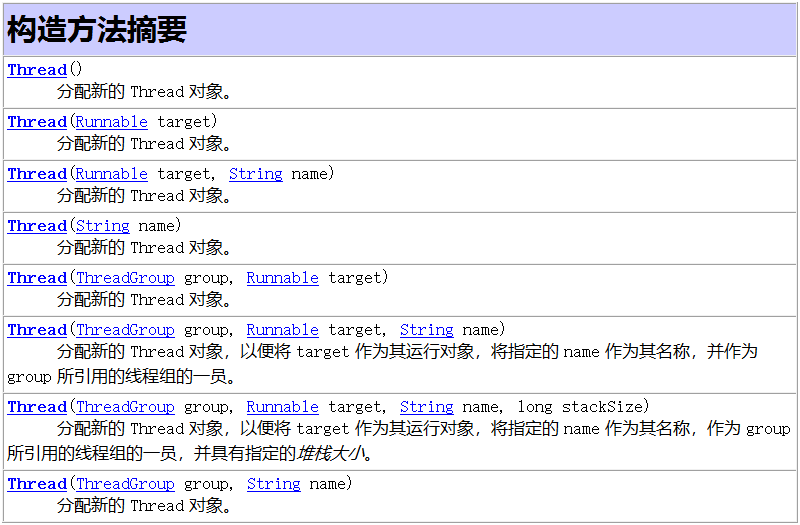 构造方法摘要
Thread()
分配新的 Thread 对象。
Thread(Runnable target)
分配新的 Thread 对象。
Thread(Runnable target, String name)
分配新的 Thread 对象。
Thread(String name)
分配新的 Thread 对象。
Thread(ThreadGroup group, Runnable target)
分配新的 Thread 对象。
Thread(ThreadGroup group, Runnable target, String name)
分配新的 Thread 对象，以便将 target 作为其运行对象，将指定的 name 作为其名称，并作为
group 所引用的线程组的一员。
Thread(ThreadGroup group, Runnable target, String name, long stackSize)
分配新的 Thread 对象，以便将 target 作为其运行对象，将指定的 name 作为其名称，作为 group
所引用的线程组的一员，并具有指定的堆栈大小。
Thread(ThreadGroup group, String name)
分配新的 Thread 对象。